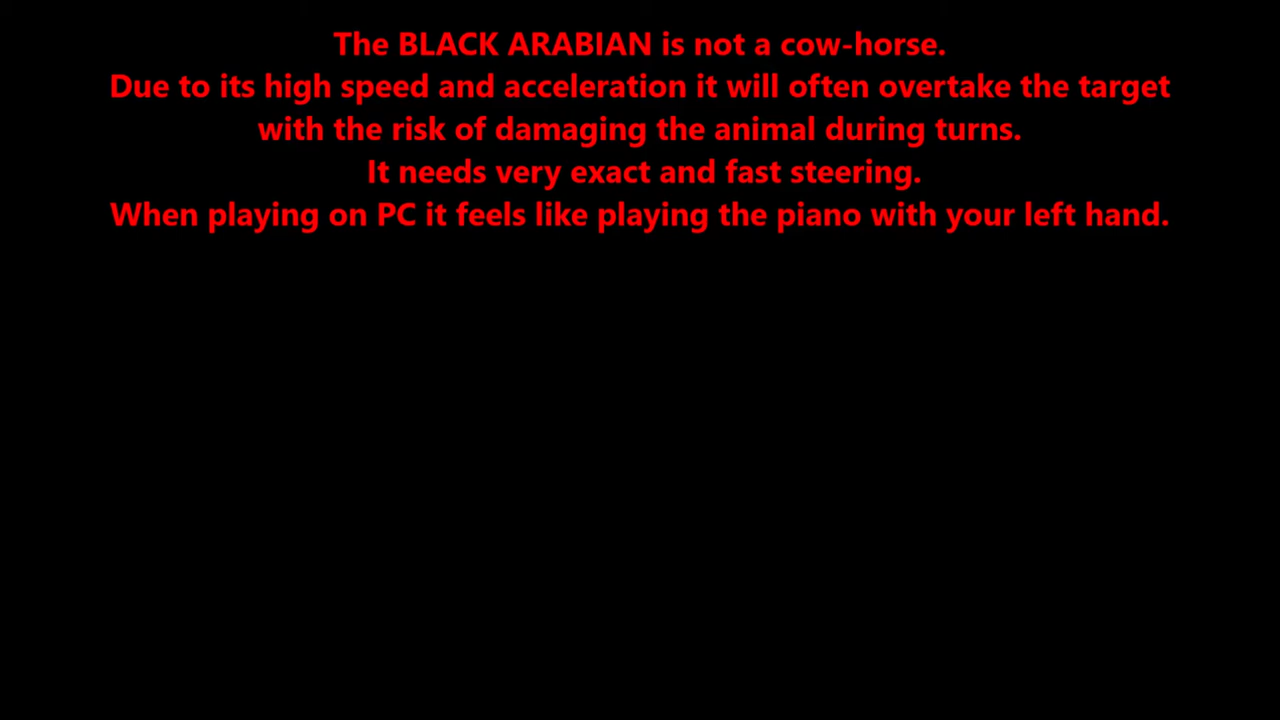 The BLACK ARABIAN is not a cow-horse.
Due to its high speed and acceleration it will often overtake the target
with the risk of damaging the animal during turns.
It needs very exact and fast steering.
When playing on PC it feels like playing the piano with your left hand.